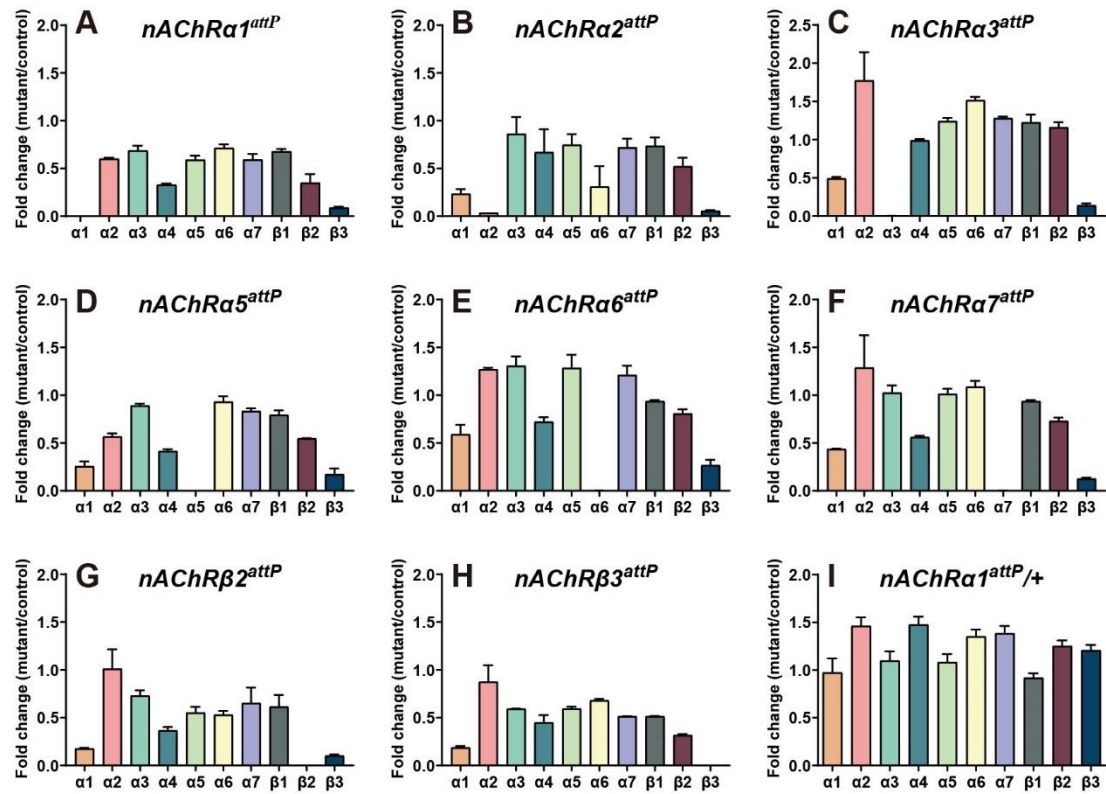 A nAChRα1attP
Fold change (mutant/control)
2.0
1.5
1.0
0.5
0.0
α1 α2 α3 α4 α5 α6 α7 β1 β2 β3
B nAChRα2attP
Fold change (mutant/control)
2.0
1.5
1.0
0.5
0.0
α1 α2 α3 α4 α5 α6 α7 β1 β2 β3
C nAChRα3attP
Fold change (mutant/control)
2.5
2.0
1.5
1.0
0.5
0.0
α1 α2 α3 α4 α5 α6 α7 β1 β2 β3
D nAChRα5attP
Fold change (mutant/control)
2.0
1.5
1.0
0.5
0.0
α1 α2 α3 α4 α5 α6 α7 β1 β2 β3
E nAChRα6attP
Fold change (mutant/control)
2.0
1.5
1.0
0.5
0.0
α1 α2 α3 α4 α5 α6 α7 β1 β2 β3
F nAChRα7attP
Fold change (mutant/control)
2.0
1.5
1.0
0.5
0.0
α1 α2 α3 α4 α5 α6 α7 β1 β2 β3
G nAChRβ2attP
Fold change (mutant/control)
2.0
1.5
1.0
0.5
0.0
α1 α2 α3 α4 α5 α6 α7 β1 β2 β3
H nAChRβ3attP
Fold change (mutant/control)
2.0
1.5
1.0
0.5
0.0
α1 α2 α3 α4 α5 α6 α7 β1 β2 β3
I nAChRα1attP/+
Fold change (mutant/control)
2.0
1.5
1.0
0.5
0.0
α1 α2 α3 α4 α5 α6 α7 β1 β2 β3